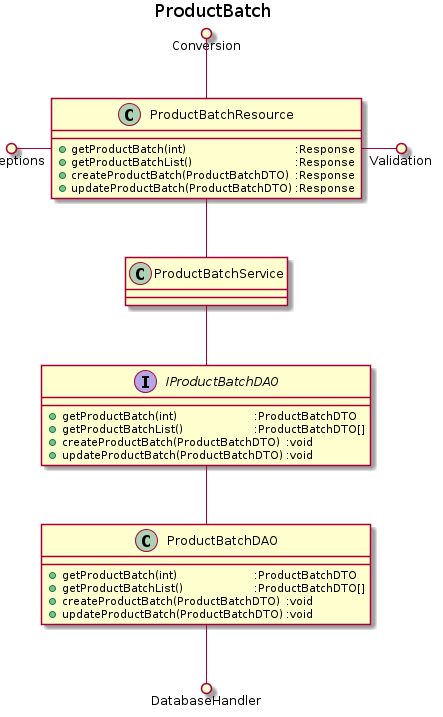 ProductBatch
Conversion
C ProductBatchResource
getProductBatch(int) :Response
getProductBatchList() :Response
createProductBatch(ProductBatchDTO) :Response
updateProductBatch(ProductBatchDTO) :Response
eptions
Validation
C ProductBatchService
I IProductBatchDAO
getProductBatch(int) :ProductBatchDTO
getProductBatchList() :ProductBatchDTO[]
createProductBatch(ProductBatchDTO) :void
updateProductBatch(ProductBatchDTO) :void
C ProductBatchDAO
getProductBatch(int) :ProductBatchDTO
getProductBatchList() :ProductBatchDTO[]
createProductBatch(ProductBatchDTO) :void
updateProductBatch(ProductBatchDTO) :void
DatabaseHandler